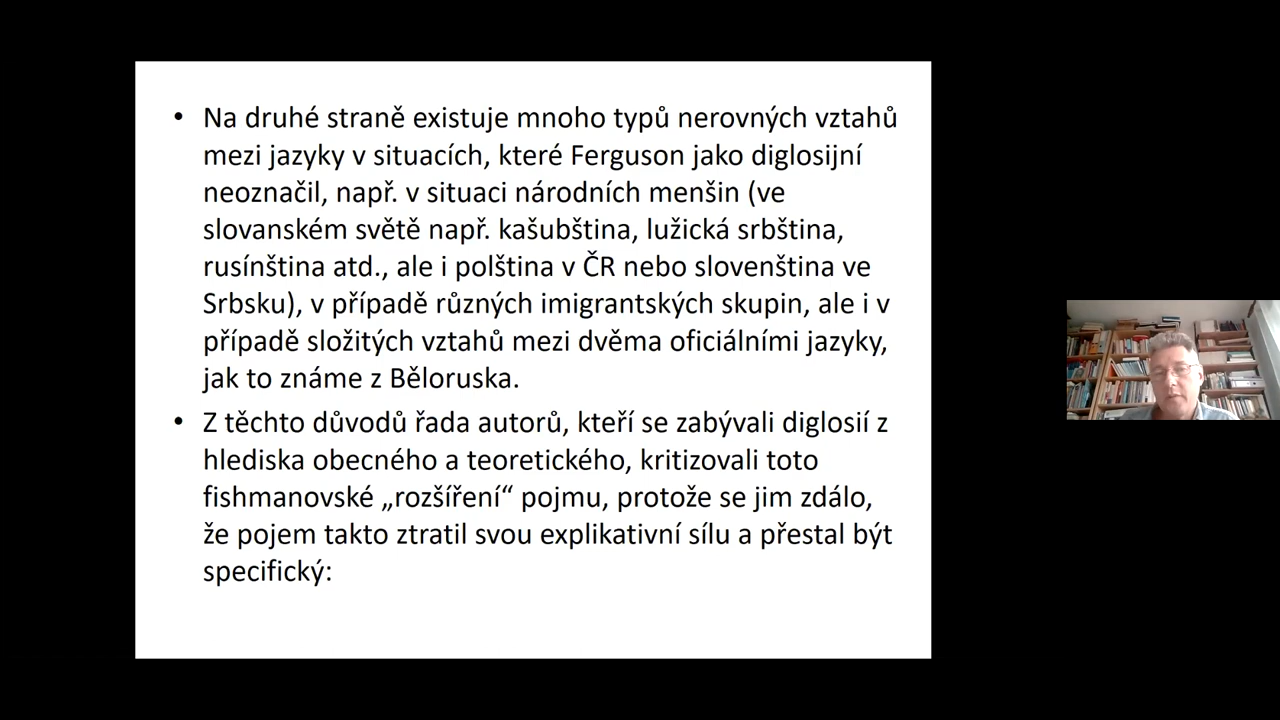 • Na druhé straně existuje mnoho typů nerovných vztahů
mezi jazyky v situacích, které Ferguson jako diglosijní
neoznačil, např. v situaci národních menšin (ve
slovanském světě např. kašubština, lužická srbština,
rusínština atd., ale i polština v ČR nebo slovenština ve
Srbsku), v případě různých imigrantských skupin, ale i v
případě složitých vztahů mezi dvěma oficiálními jazyky,
jak to známe z Běloruska.
• Z těchto důvodů řada autorů, kteří se zabývali diglosií z
hlediska obecného a teoretického, kritizovali toto
fishmanovské „rozšíření“ pojmu, protože se jim zdálo,
že pojem takto ztratil svou explikativní sílu a přestal být
specifický: